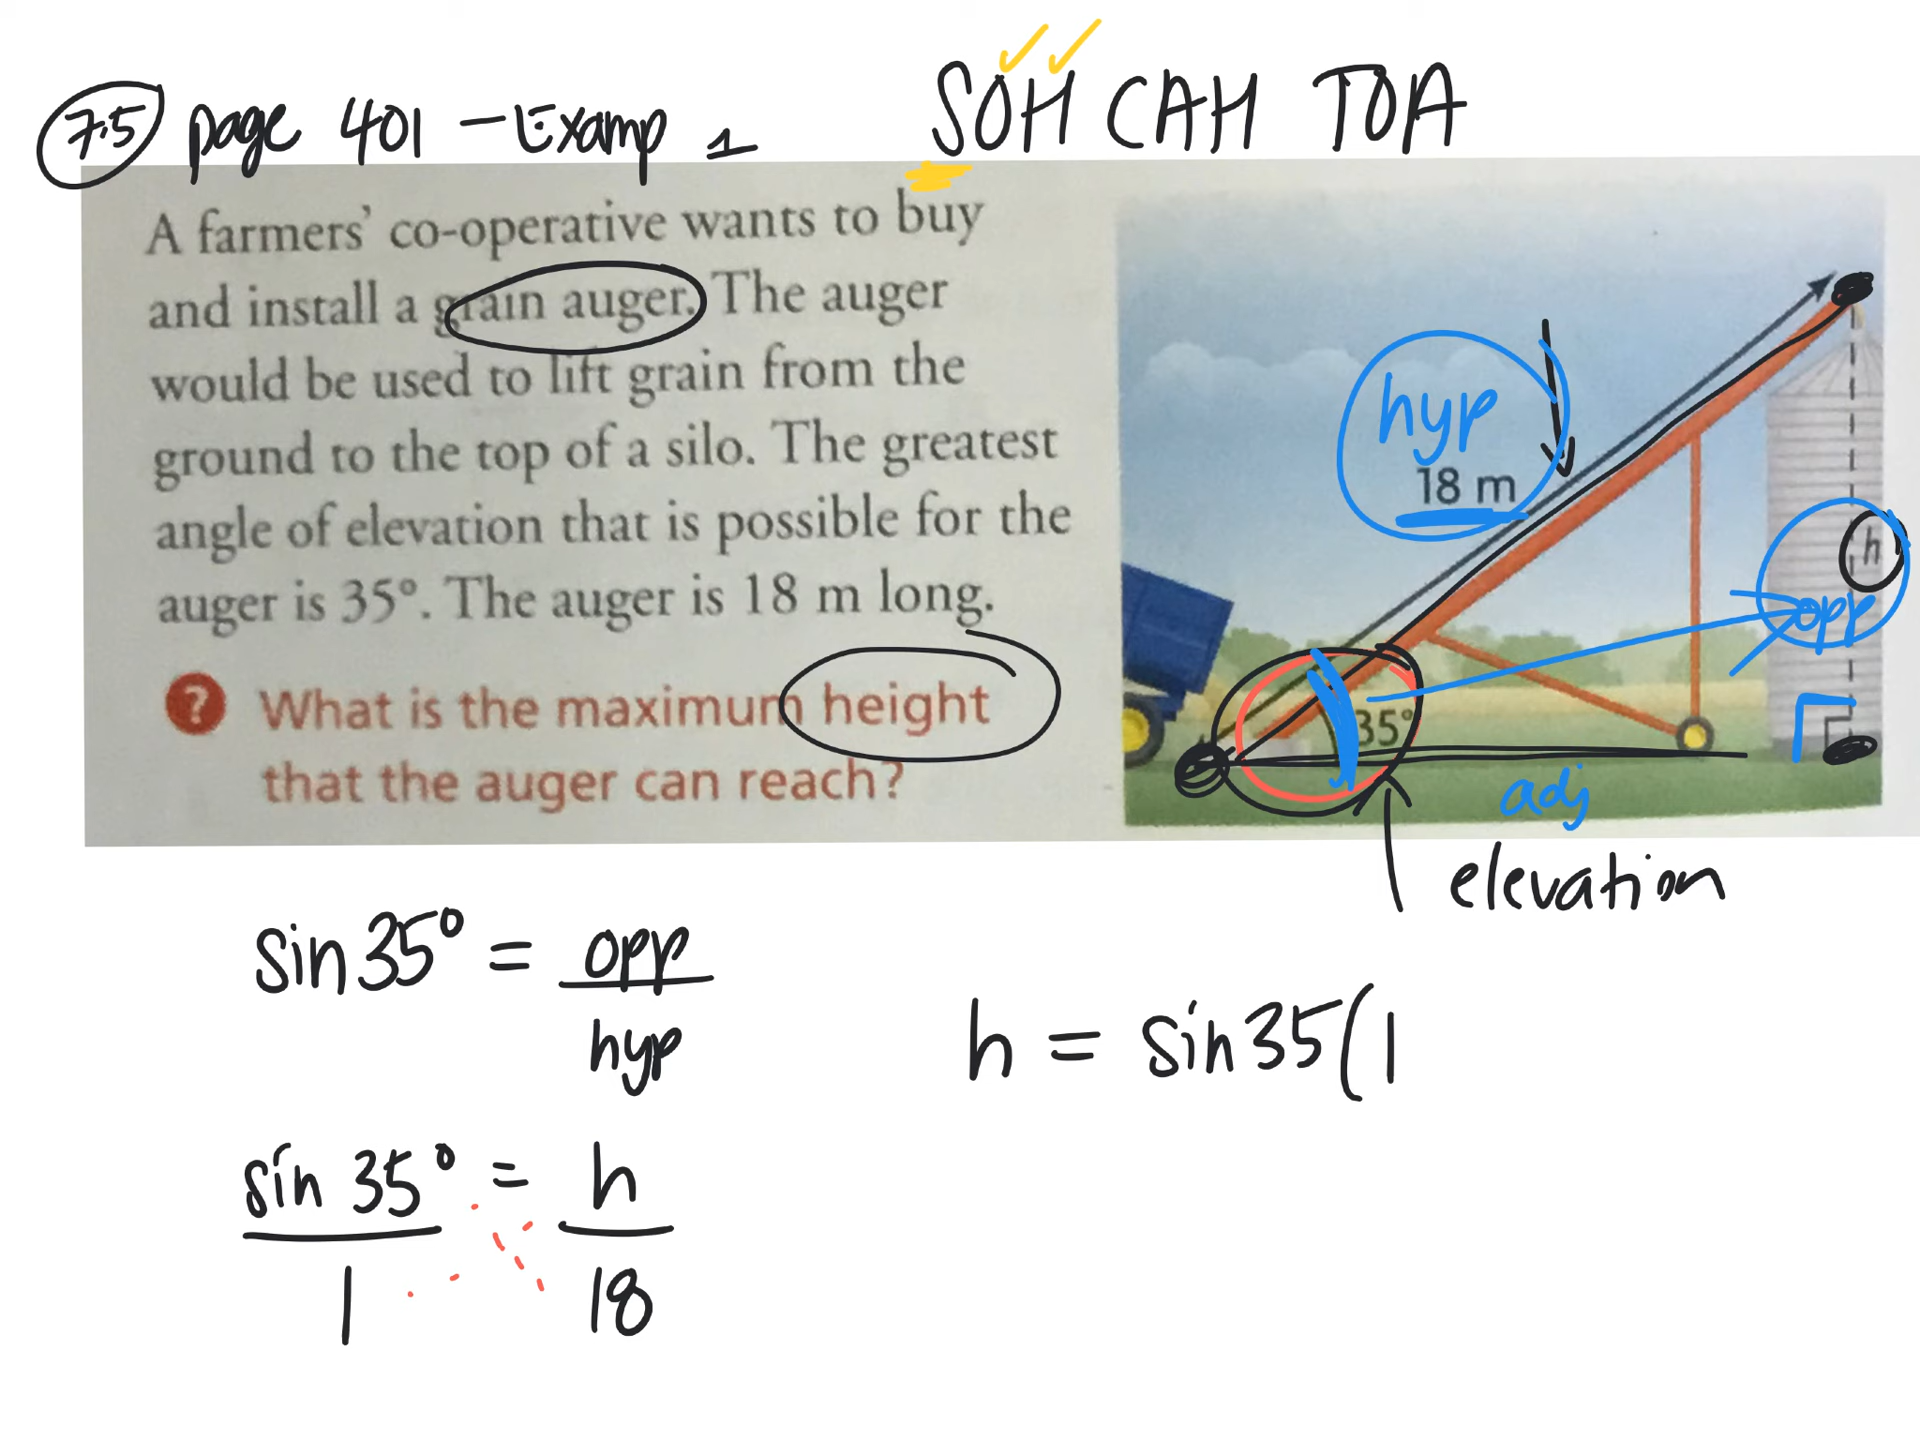 7.5 page 401 - Examp 1
SOH CAH TOA
A farmers' co-operative wants to buy
and install a grain auger. The auger
would be used to lift grain from the
ground to the top of a silo. The greatest
angle of elevation that is possible for the
auger is 35°. The auger is 18 m long.
? What is the maximum height
that the auger can reach?
hyp
18 m
h
opp
35°
adj
elevation
sin 35° = opp
hyp
h = sin 35(1
sin 35° = h
1 18